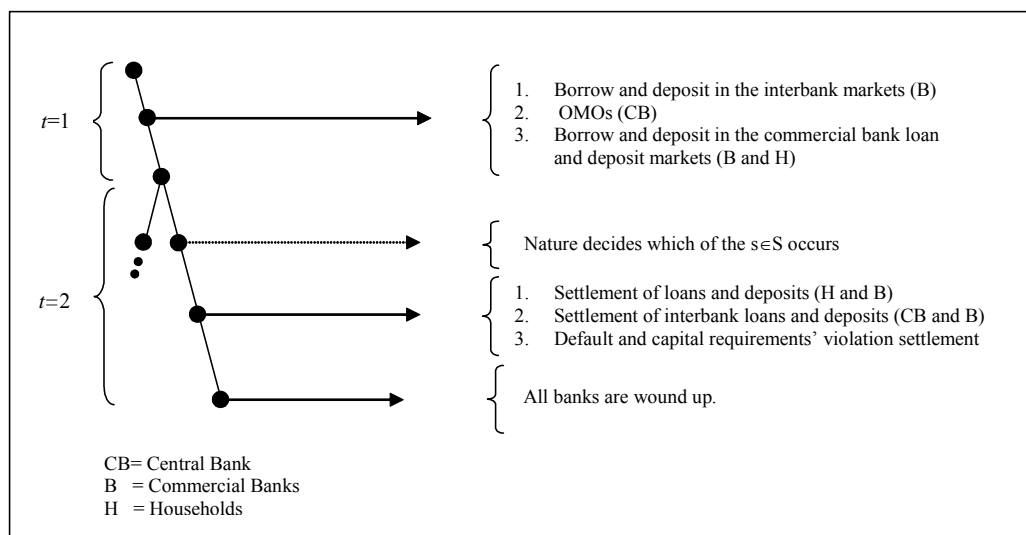 t=1
1. Borrow and deposit in the interbank markets (B)
2. OMOs (CB)
3. Borrow and deposit in the commercial bank loan
and deposit markets (B and H)
Nature decides which of the s∈S occurs
t=2
1. Settlement of loans and deposits (H and B)
2. Settlement of interbank loans and deposits (CB and B)
3. Default and capital requirements’ violation settlement
All banks are wound up.
CB= Central Bank
B = Commercial Banks
H = Households